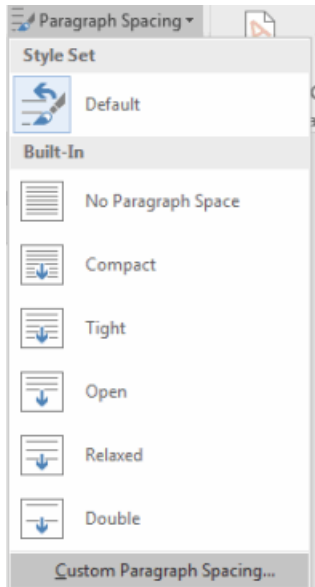 Paragraph Spacing
Style Set
Default
Built-In
No Paragraph Space
Compact
Tight
Open
Relaxed
Double
Custom Paragraph Spacing...